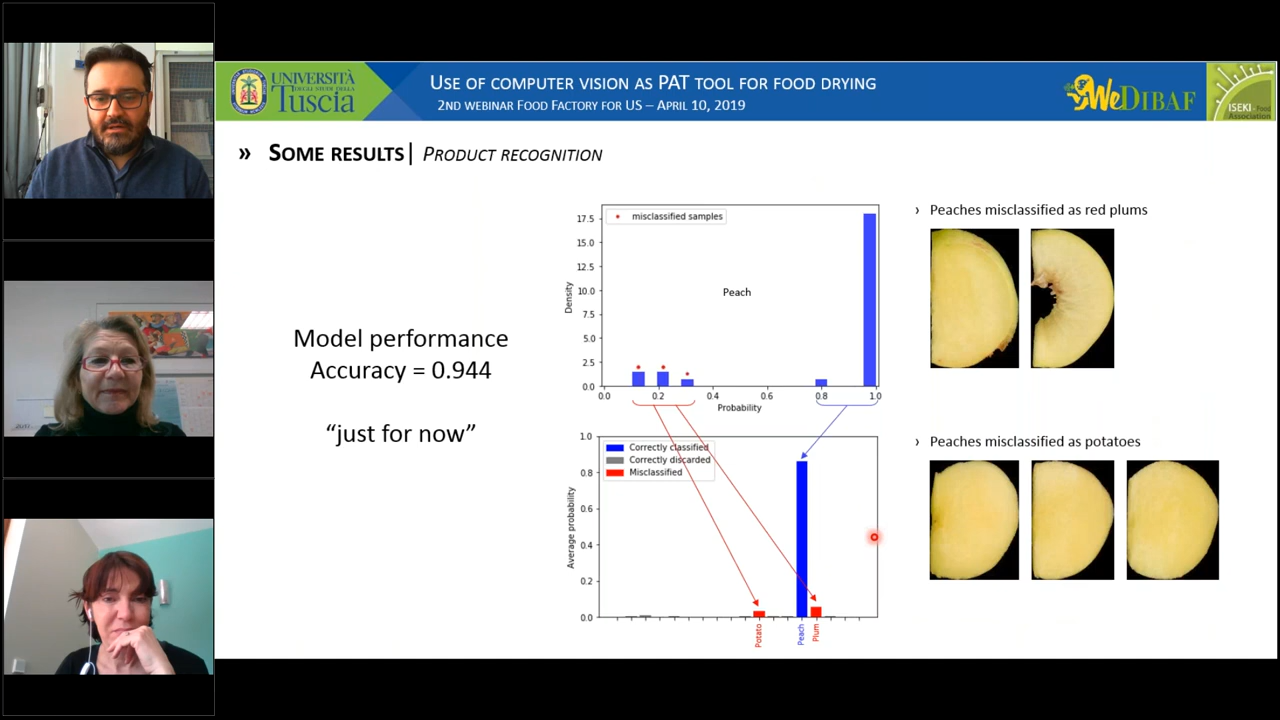 UNIVERSITÀ
DEGLI STUDI DELLA
TUSCIA
USE OF COMPUTER VISION AS PAT TOOL FOR FOOD DRYING
2ND WEBINAR FOOD FACTORY FOR US – APRIL 10, 2019
WeDIBAF
ISEKI-Food
Association
» SOME RESULTS| PRODUCT RECOGNITION
Model performance
Accuracy = 0.944
“just for now”
misclassified samples
Peach
Density
17.5
15.0
12.5
10.0
7.5
5.0
2.5
0.0
0.0 0.2 0.4 0.6 0.8 1.0
Probability
Correctly classified
Correctly discarded
Misclassified
Average probability
1.0
0.8
0.6
0.4
0.2
0.0
Potato
Peach
Plum
› Peaches misclassified as red plums
› Peaches misclassified as potatoes